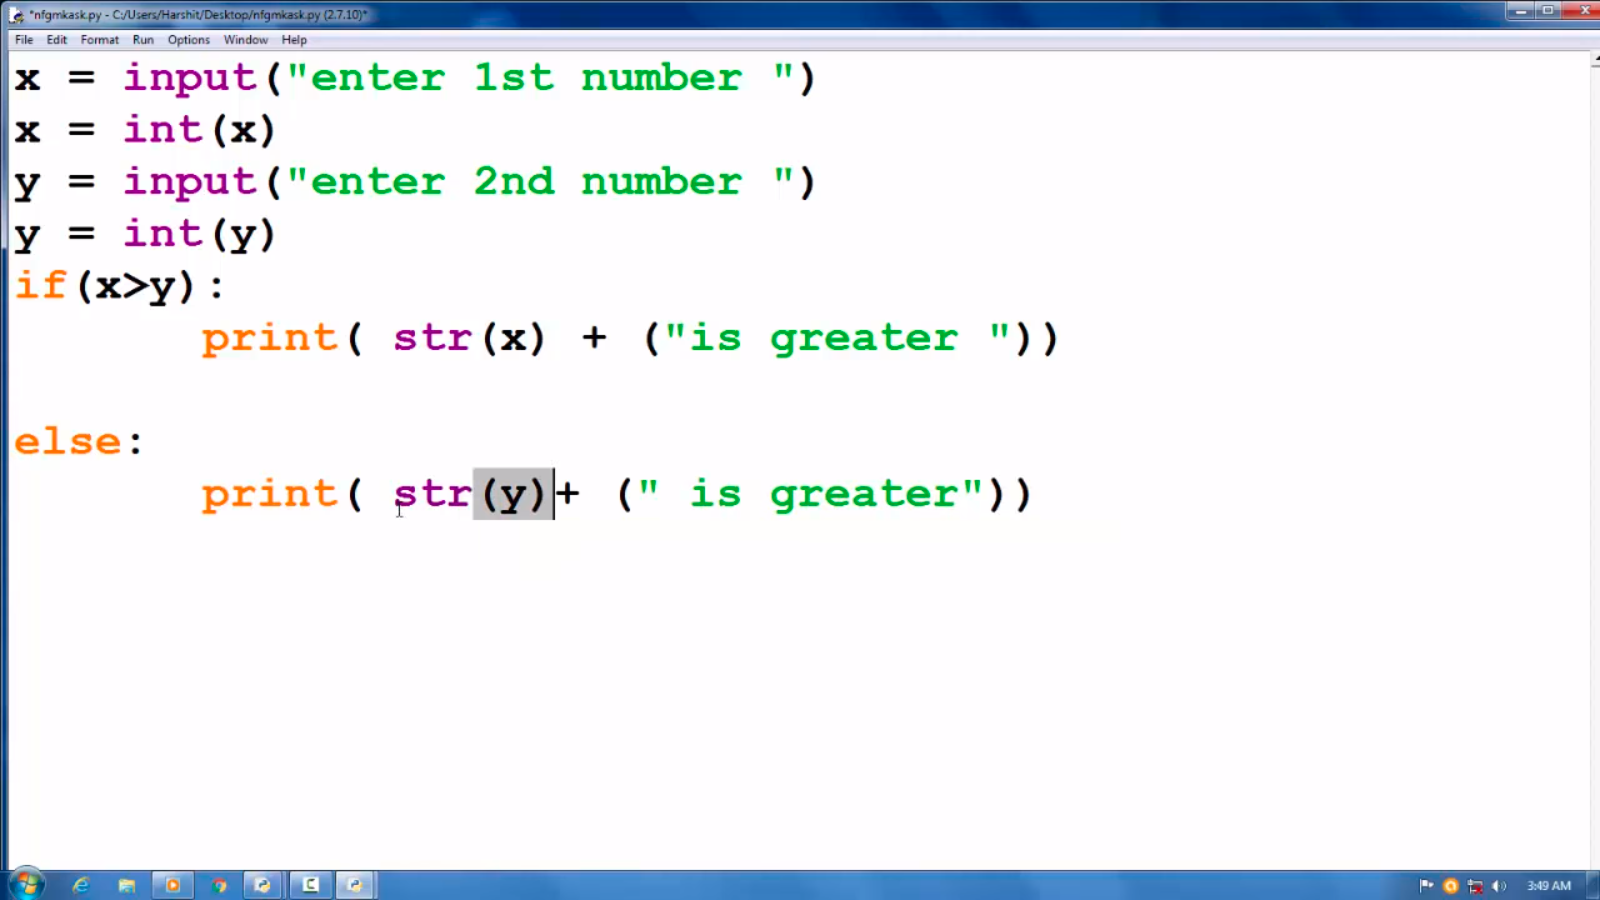 *nfgmkask.py - C:/Users/Harshit/Desktop/nfgmkask.py (2.7.10)*
File Edit Format Run Options Window Help
x = input("enter 1st number ")
x = int(x)
y = input("enter 2nd number ")
y = int(y)
if(x>y):
print( str(x) + ("is greater "))
else:
print( str(y)+ (" is greater"))
3:49 AM